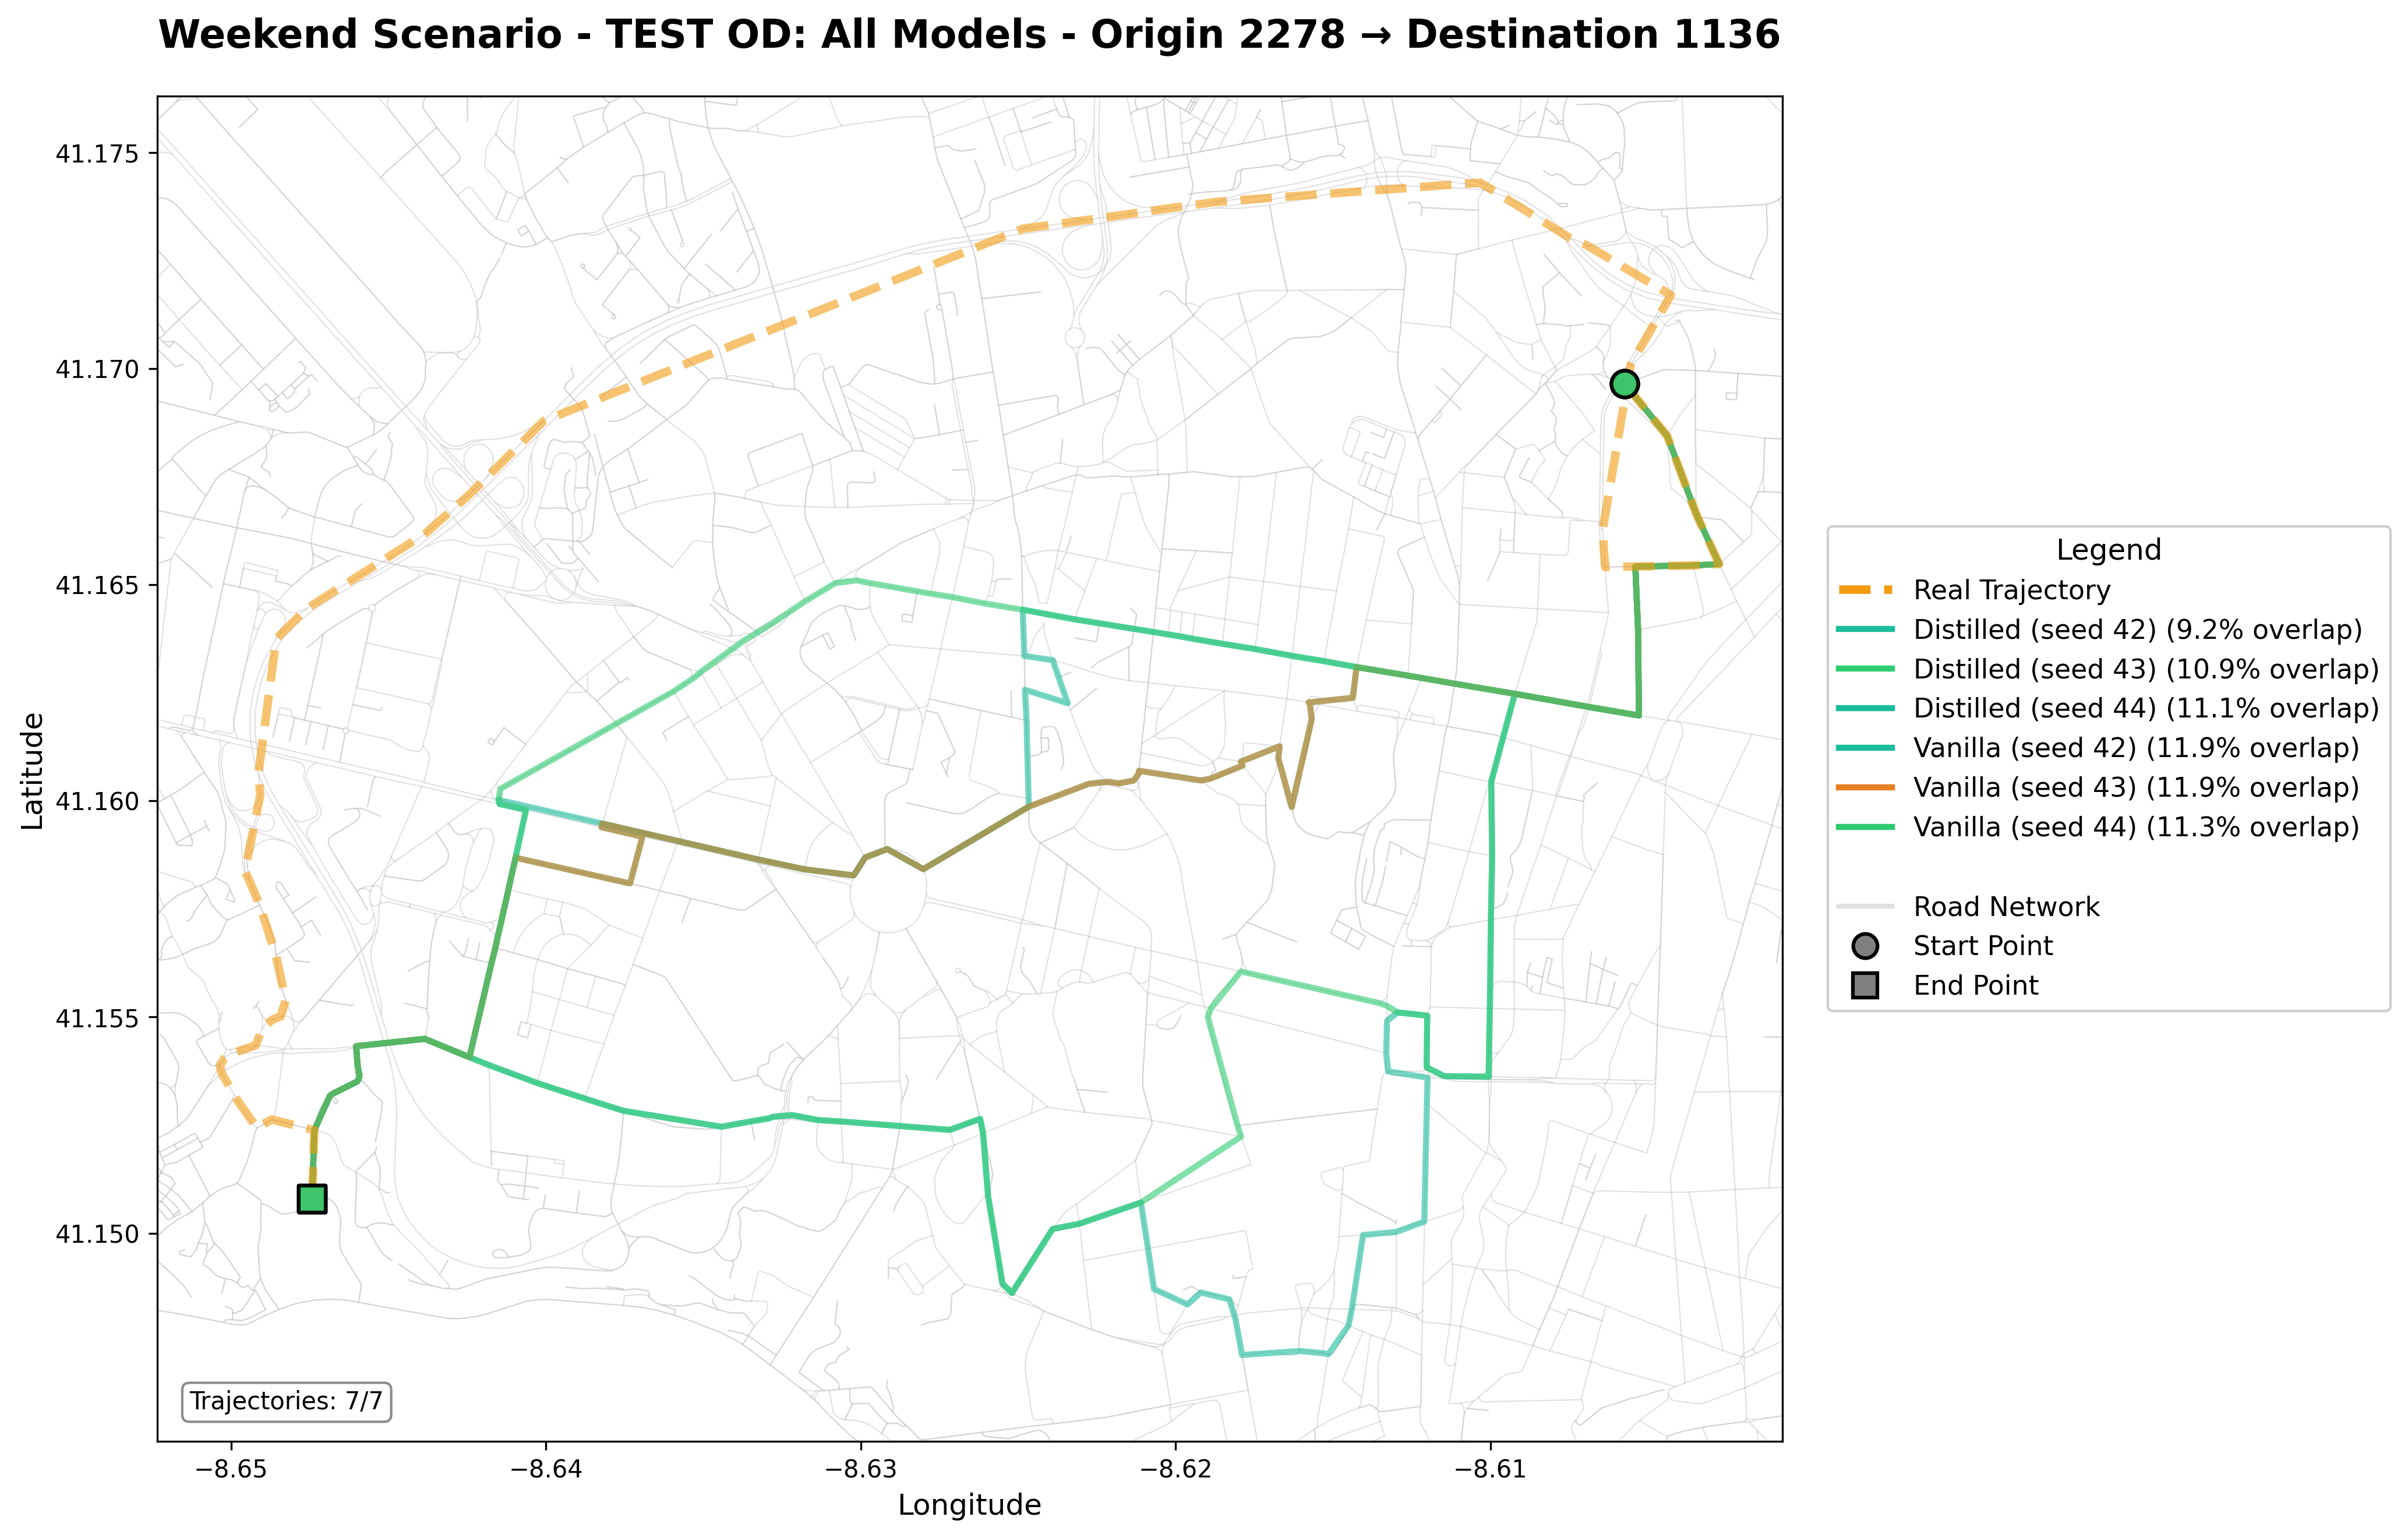 Weekend Scenario - TEST OD: All Models - Origin 2278 → Destination 1136
41.175
41.170
41.165
41.160
41.155
41.150
Latitude
−8.65
−8.64
−8.63
−8.62
−8.61
Longitude
Trajectories: 7/7
Legend
Real Trajectory
Distilled (seed 42) (9.2% overlap)
Distilled (seed 43) (10.9% overlap)
Distilled (seed 44) (11.1% overlap)
Vanilla (seed 42) (11.9% overlap)
Vanilla (seed 43) (11.9% overlap)
Vanilla (seed 44) (11.3% overlap)
Road Network
Start Point
End Point